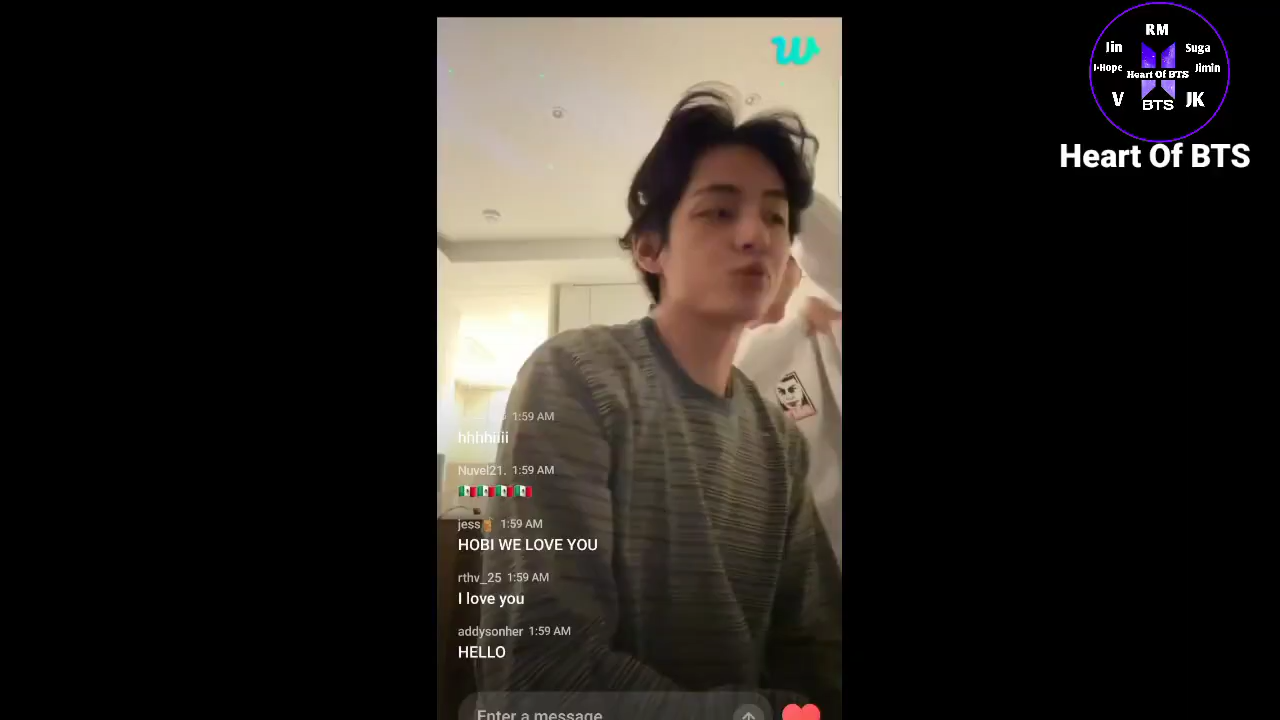 RM
Jin
Suga
J-Hope
Jimin
Heart Of BTS
V
JK
BTS
Heart Of BTS
1:59 AM
hhhhiiii
Nuvel21. 1:59 AM
🇲🇽🇲🇽🇲🇽🇲🇽
jess 1:59 AM
HOBI WE LOVE YOU
rthv_25 1:59 AM
I love you
addysonher 1:59 AM
HELLO
Enter a message